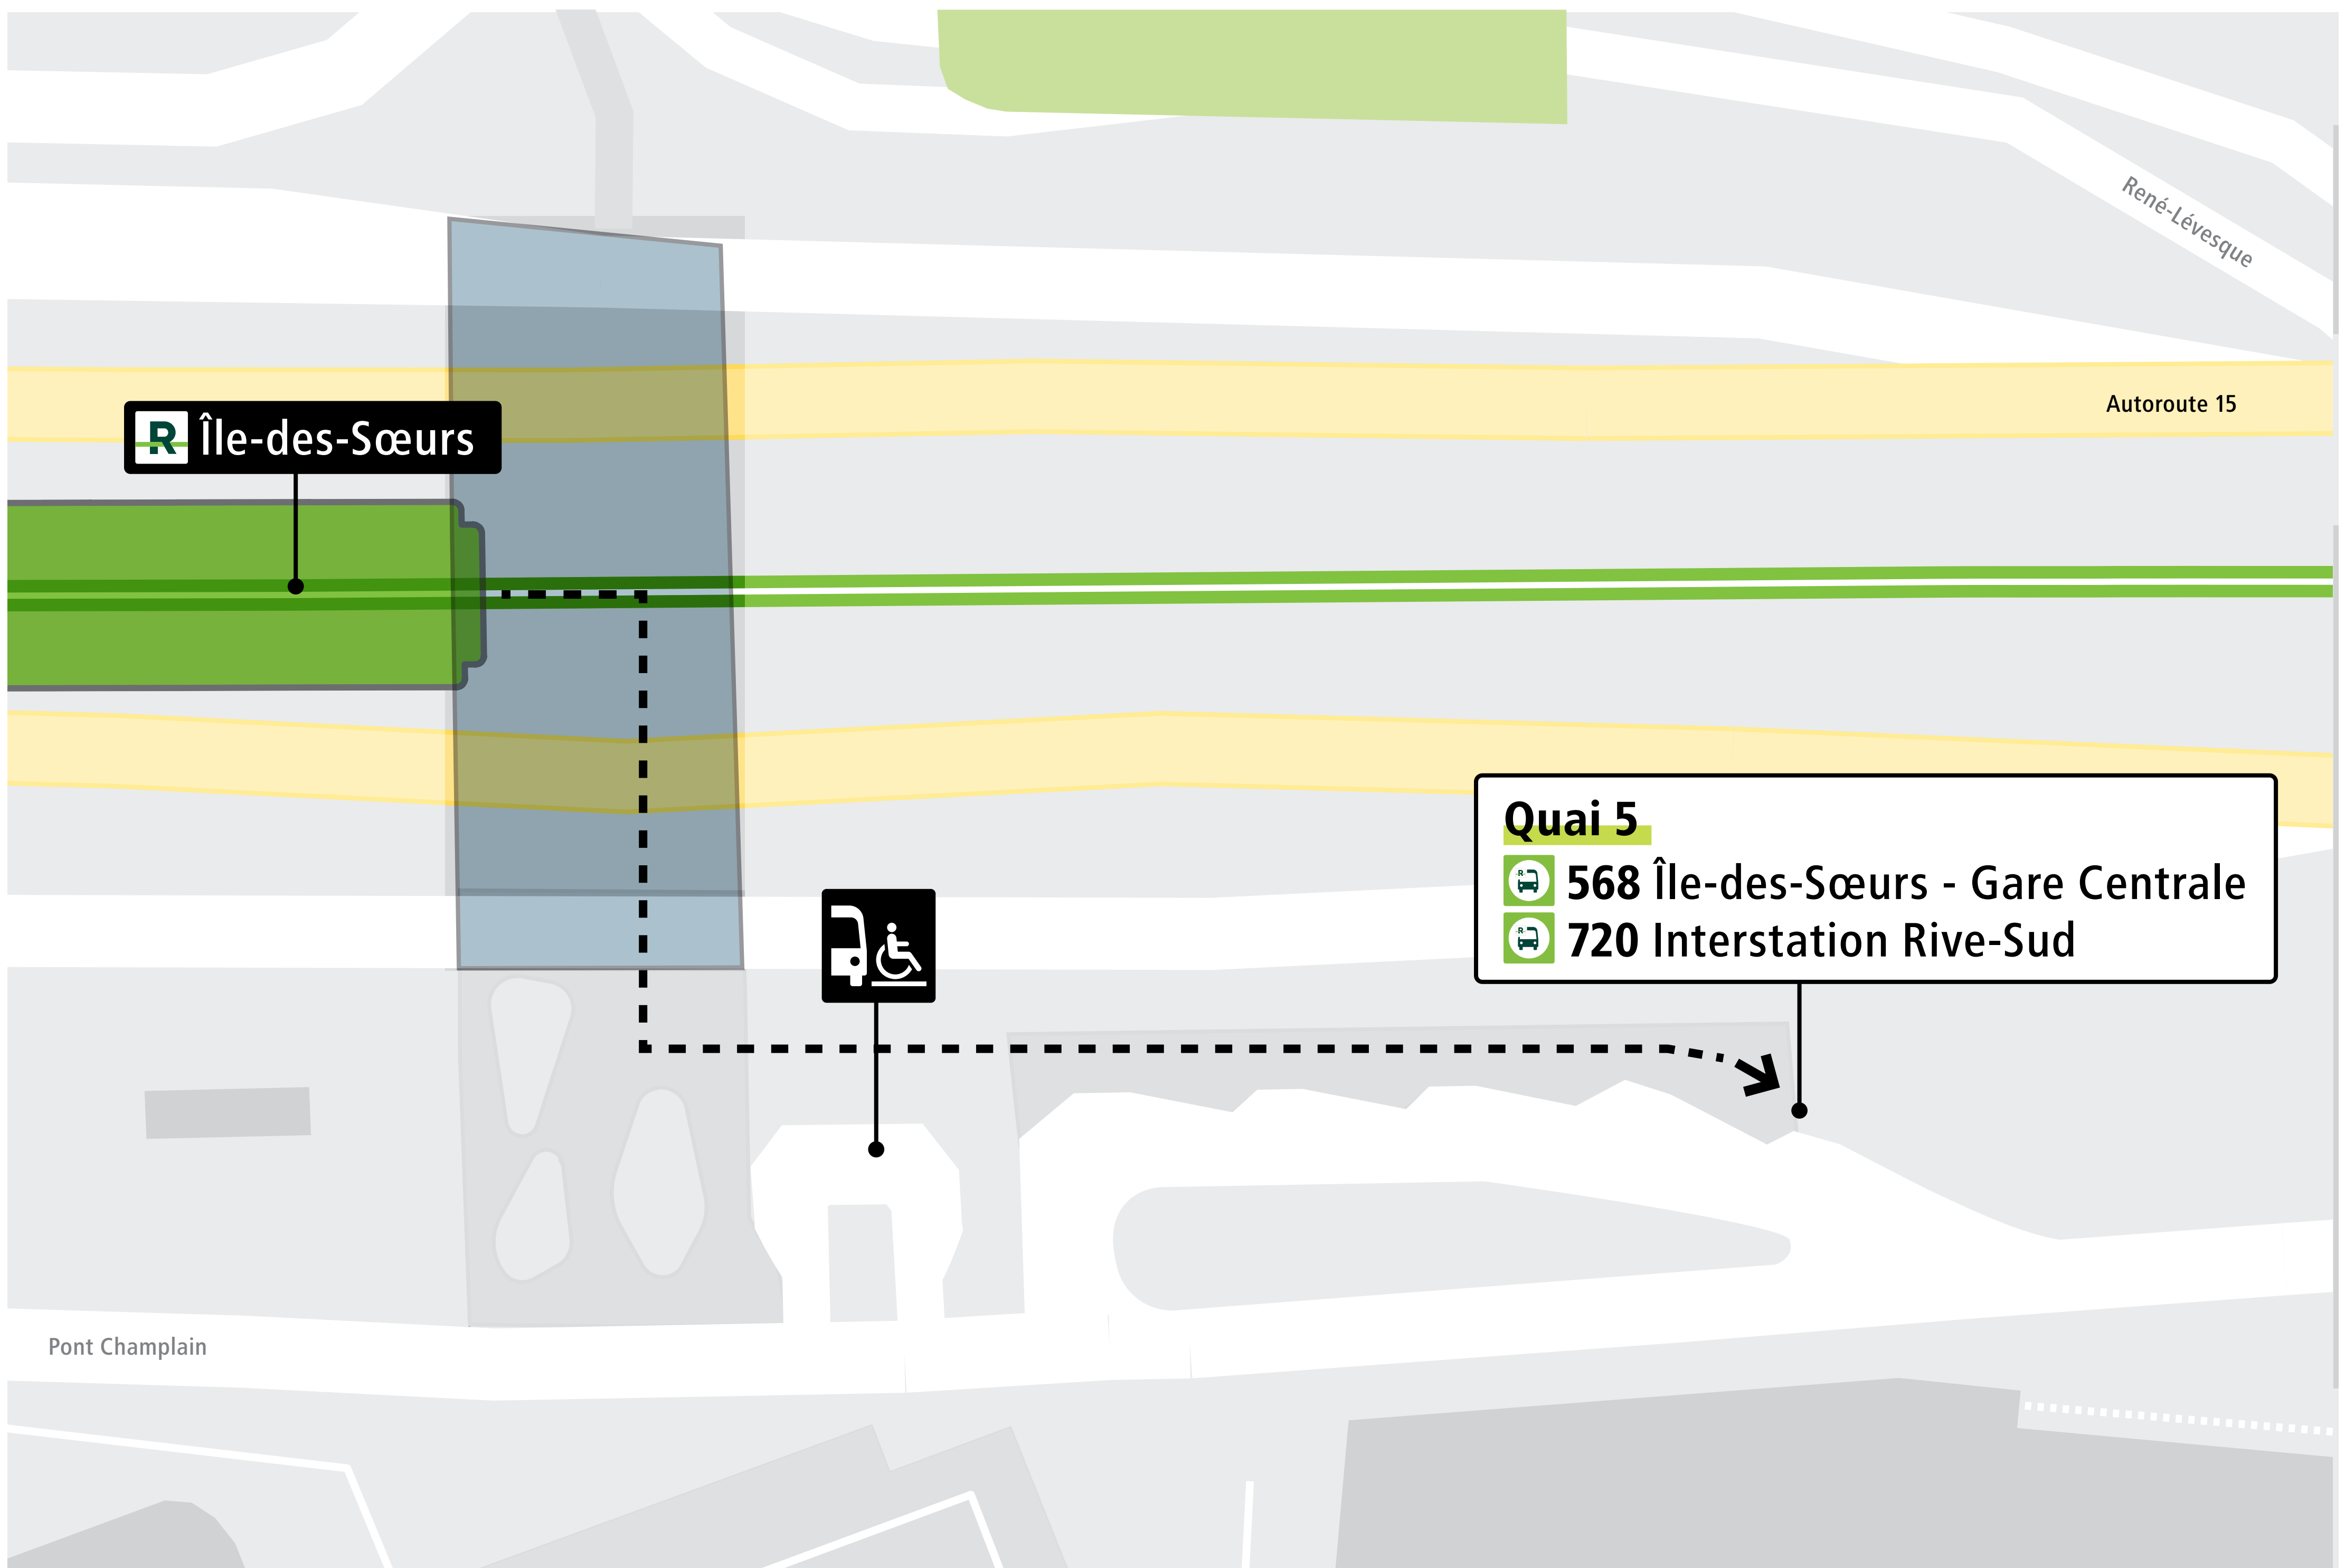 René-Lévesque
Autoroute 15
R Île-des-Sœurs
Quai 5
R 568 Île-des-Sœurs - Gare Centrale
R 720 Interstation Rive-Sud
Pont Champlain